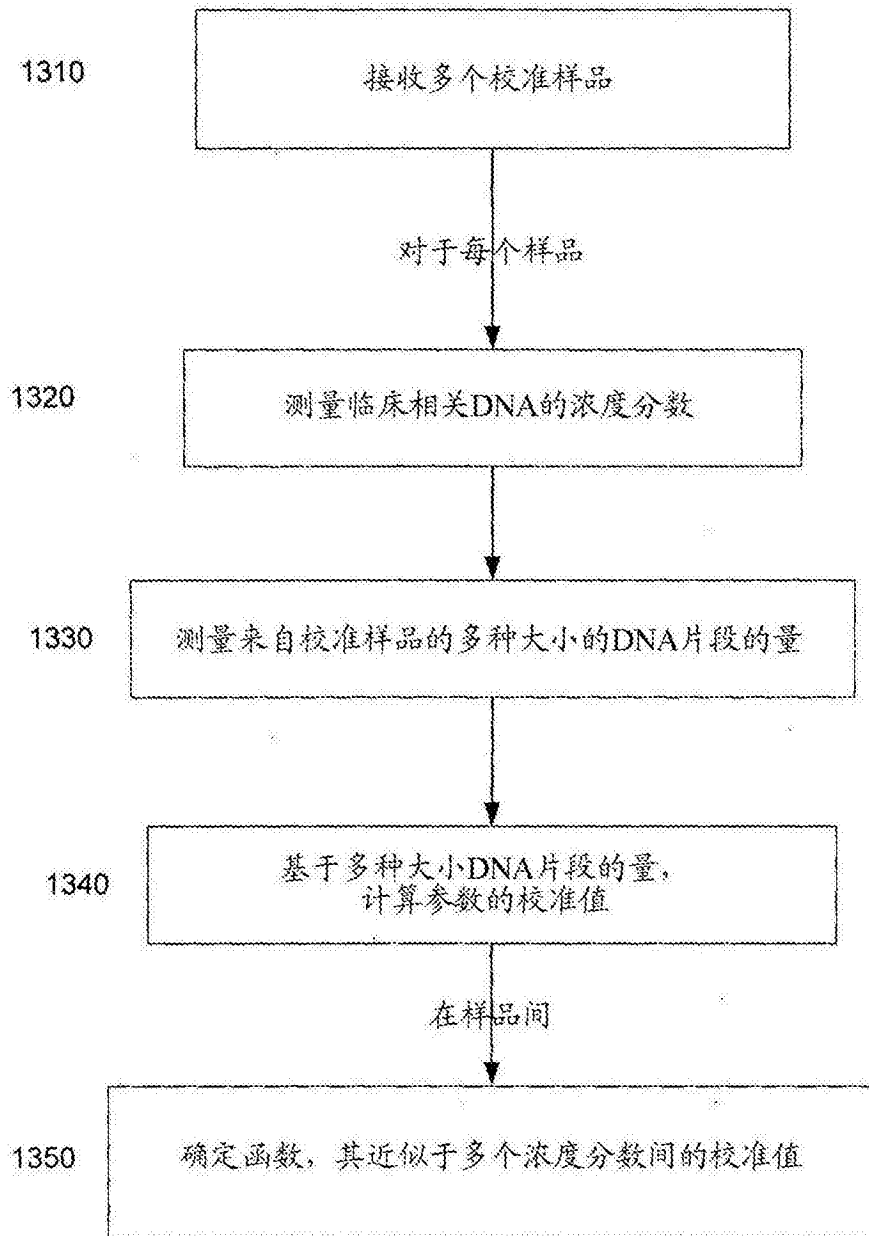 1310
接收多个校准样品
对于每个样品
1320
测量临床相关DNA的浓度分数
1330
测量来自校准样品的多种大小的DNA片段的量
1340
基于多种大小DNA片段的量，
计算参数的校准值
在样品间
1350
确定函数，其近似于多个浓度分数间的校准值